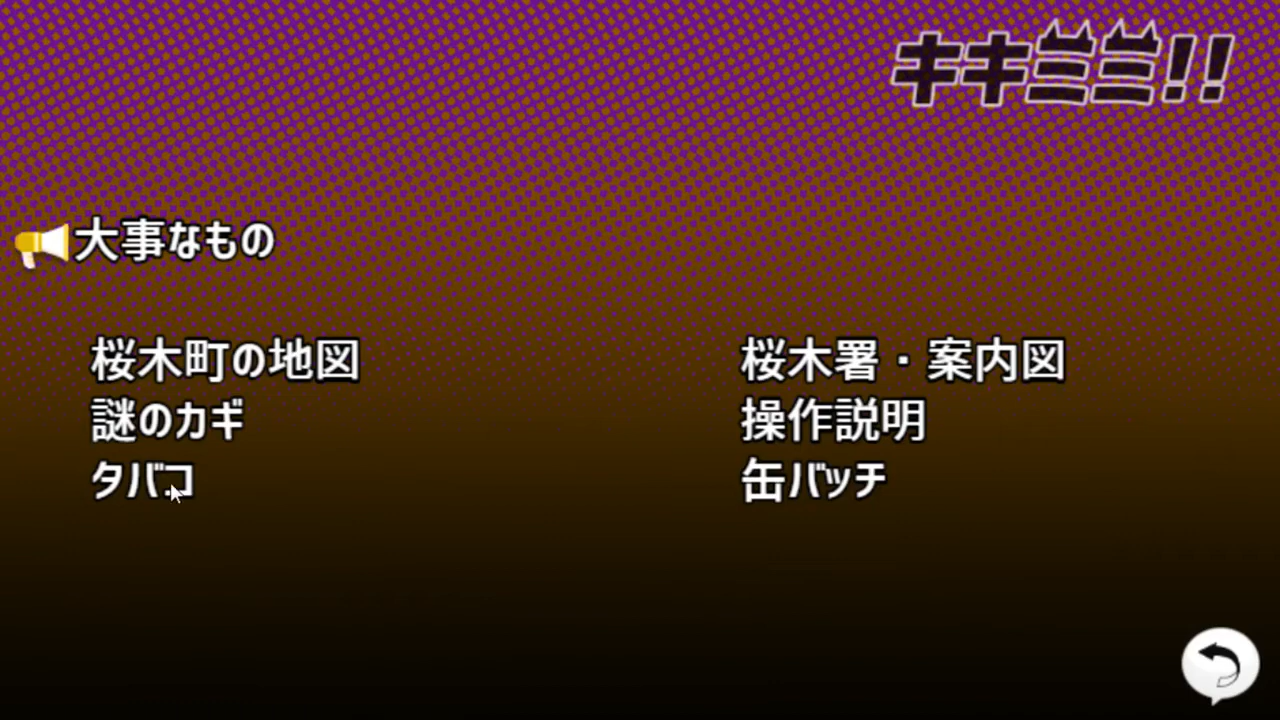 キキミミ!!
大事なもの
桜木町の地図
桜木署・案内図
謎のカギ
操作説明
タバコ
缶バッチ